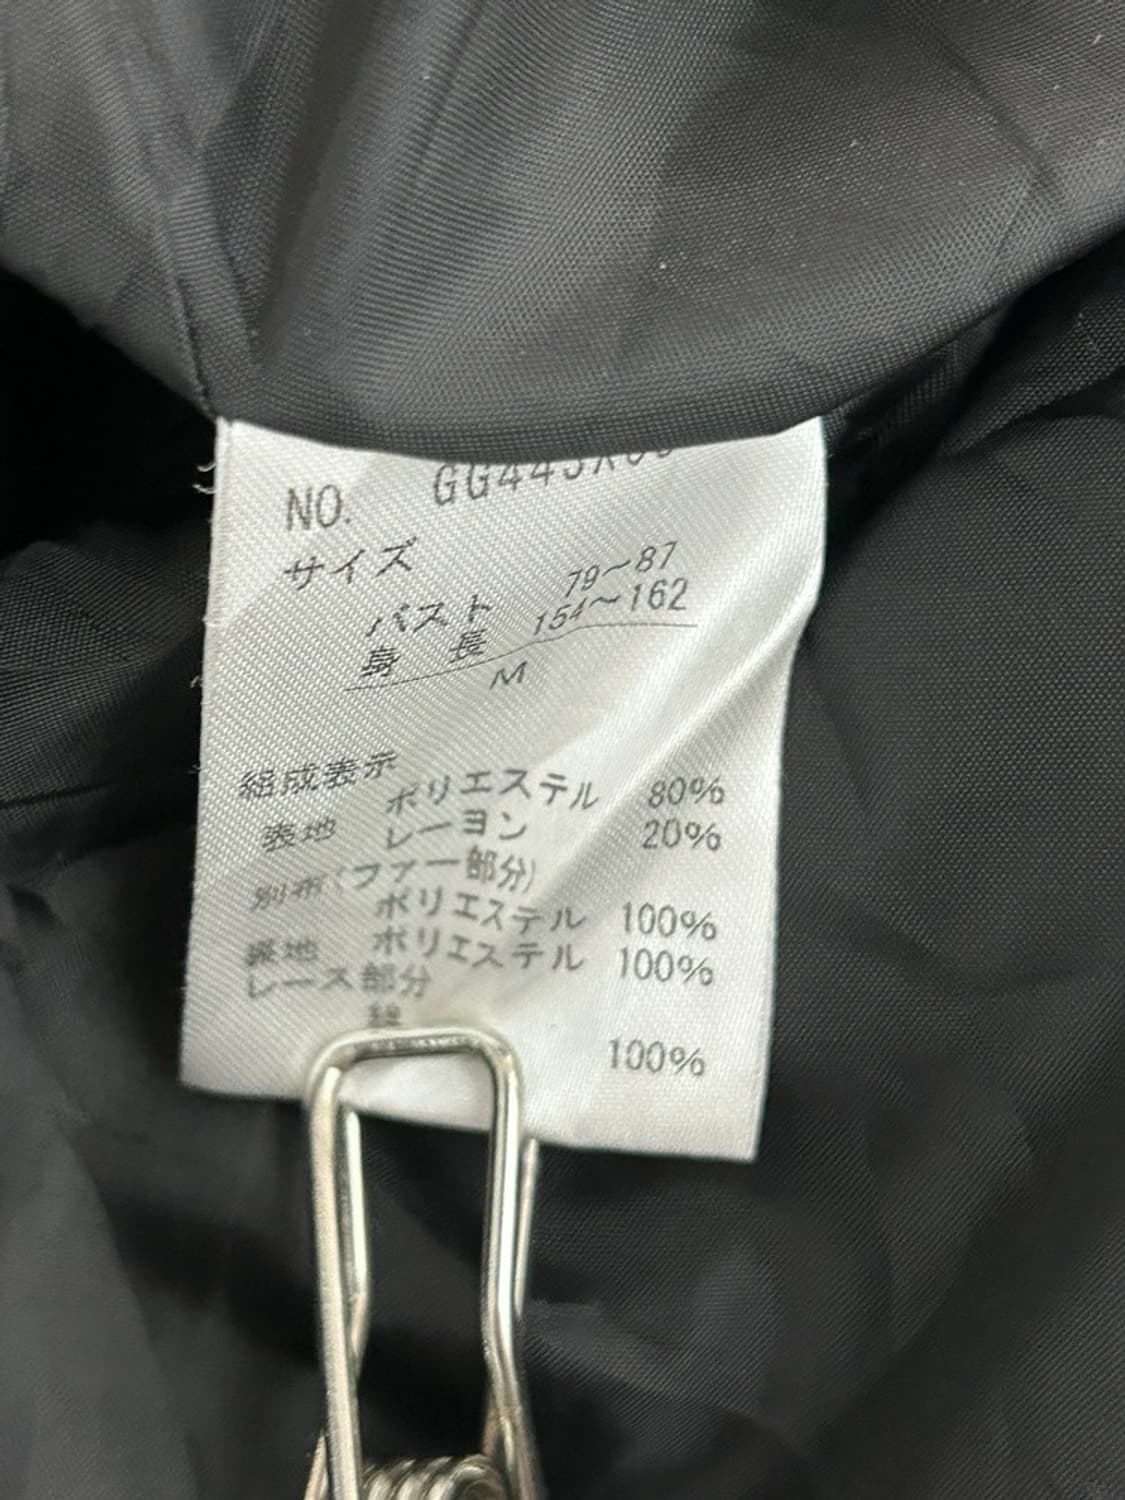 NO.
サイズ
バスト 79～87
身 長 154～162
M
組成表示
表地 ポリエステル 80%
レーヨン 20%
別布(ファー部分)
ポリエステル 100%
裏地 ポリエステル 100%
レース部分
綿 100%